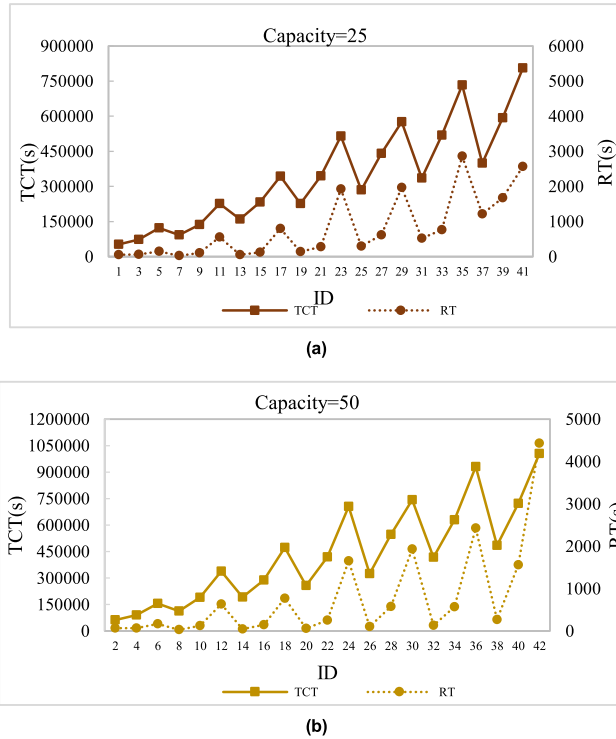 Capacity=25
900000
750000
600000
450000
300000
150000
0
TCT(s)
6000
5000
4000
3000
2000
1000
0
RT(s)
1 3 5 7 9 11 13 15 17 19 21 23 25 27 29 31 33 35 37 39 41
ID
TCT RT
(a)
Capacity=50
1200000
1050000
900000
750000
600000
450000
300000
150000
0
TCT(s)
5000
4000
3000
2000
1000
0
RT(s)
2 4 6 8 10 12 14 16 18 20 22 24 26 28 30 32 34 36 38 40 42
ID
TCT RT
(b)